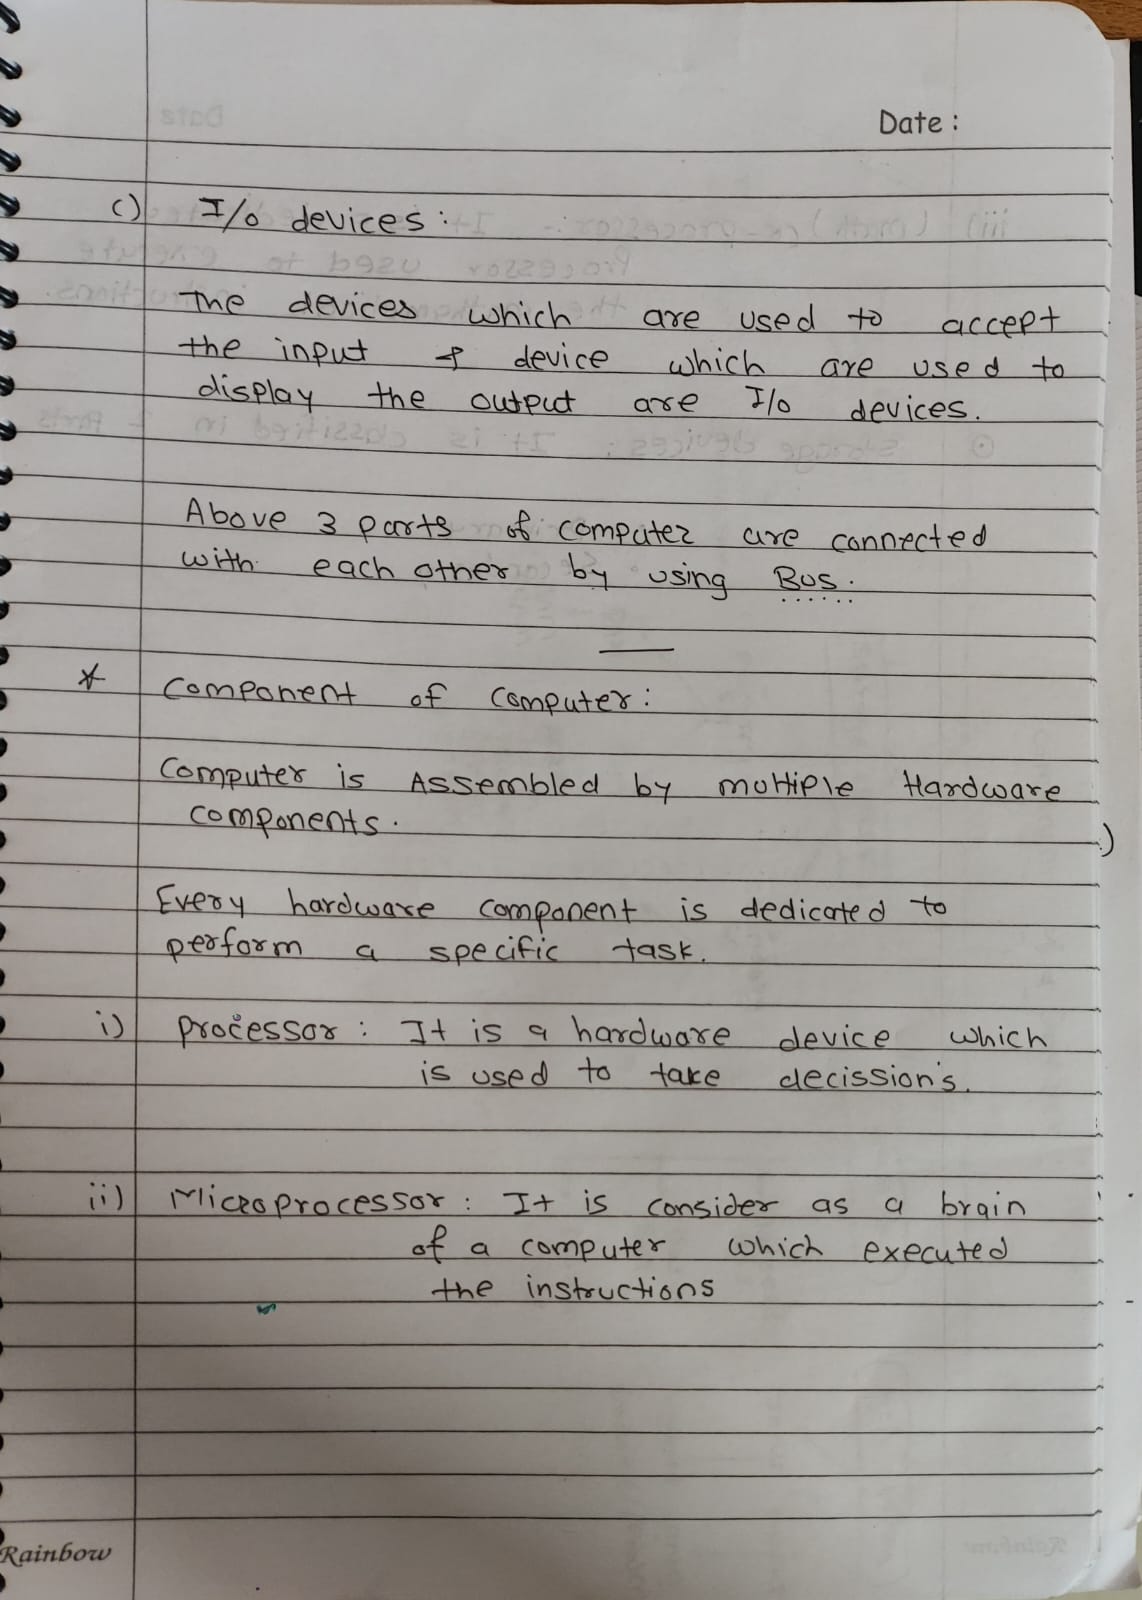 Date :
c) I/o devices :
The devices which are used to accept
the input & device which are used to
display the output are I/o devices.
Above 3 parts of computer are connected
with each other by using Bus.
* Component of computer :
Computer is Assembled by multiple Hardware
components.
Every hardware component is dedicated to
perform a specific task.
i) processor : It is a hardware device which
is used to take decission's.
ii) Microprocessor : It is consider as a brain
of a computer which executed
the instructions
Rainbow